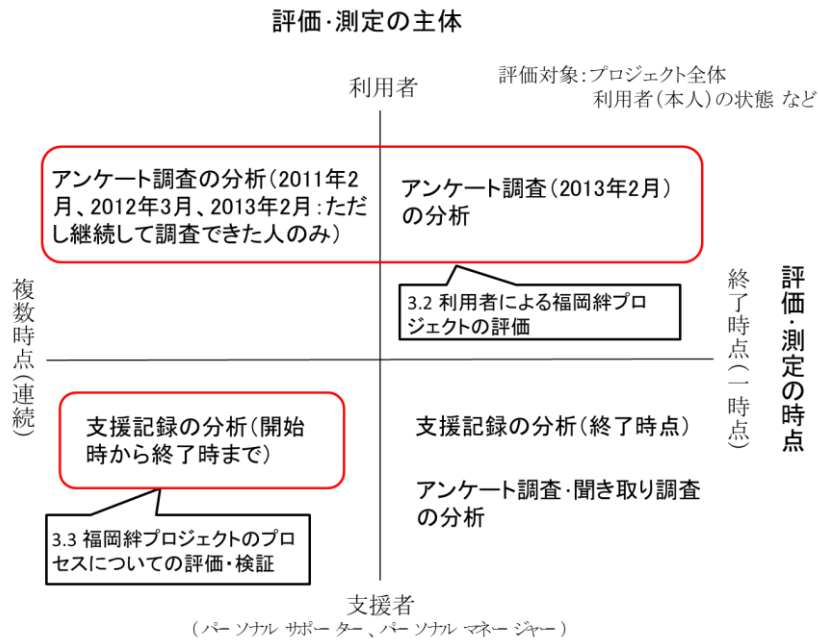 評価・測定の主体
利用者
評価対象:プロジェクト全体
利用者(本人)の状態 など
アンケート調査の分析(2011年2
月、2012年3月、2013年2月:ただ
し継続して調査できた人のみ)
アンケート調査(2013年2月)
の分析
3.2 利用者による福岡絆プロ
ジェクトの評価
複数時点(連続)
終了時点(一時点)
評価・測定の時点
支援記録の分析(開始
時から終了時まで)
支援記録の分析(終了時点)
アンケート調査・聞き取り調査
の分析
3.3 福岡絆プロジェクトのプロ
セスについての評価・検証
支援者
(パーソナルサポーター、パーソナルマネージャー)